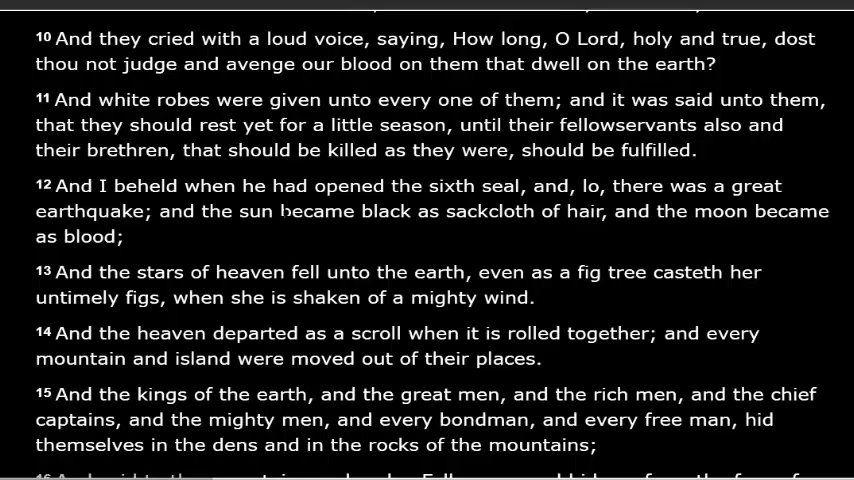 10 And they cried with a loud voice, saying, How long, O Lord, holy and true, dost
thou not judge and avenge our blood on them that dwell on the earth?
11 And white robes were given unto every one of them; and it was said unto them,
that they should rest yet for a little season, until their fellowservants also and
their brethren, that should be killed as they were, should be fulfilled.
12 And I beheld when he had opened the sixth seal, and, lo, there was a great
earthquake; and the sun became black as sackcloth of hair, and the moon became
as blood;
13 And the stars of heaven fell unto the earth, even as a fig tree casteth her
untimely figs, when she is shaken of a mighty wind.
14 And the heaven departed as a scroll when it is rolled together; and every
mountain and island were moved out of their places.
15 And the kings of the earth, and the great men, and the rich men, and the chief
captains, and the mighty men, and every bondman, and every free man, hid
themselves in the dens and in the rocks of the mountains;